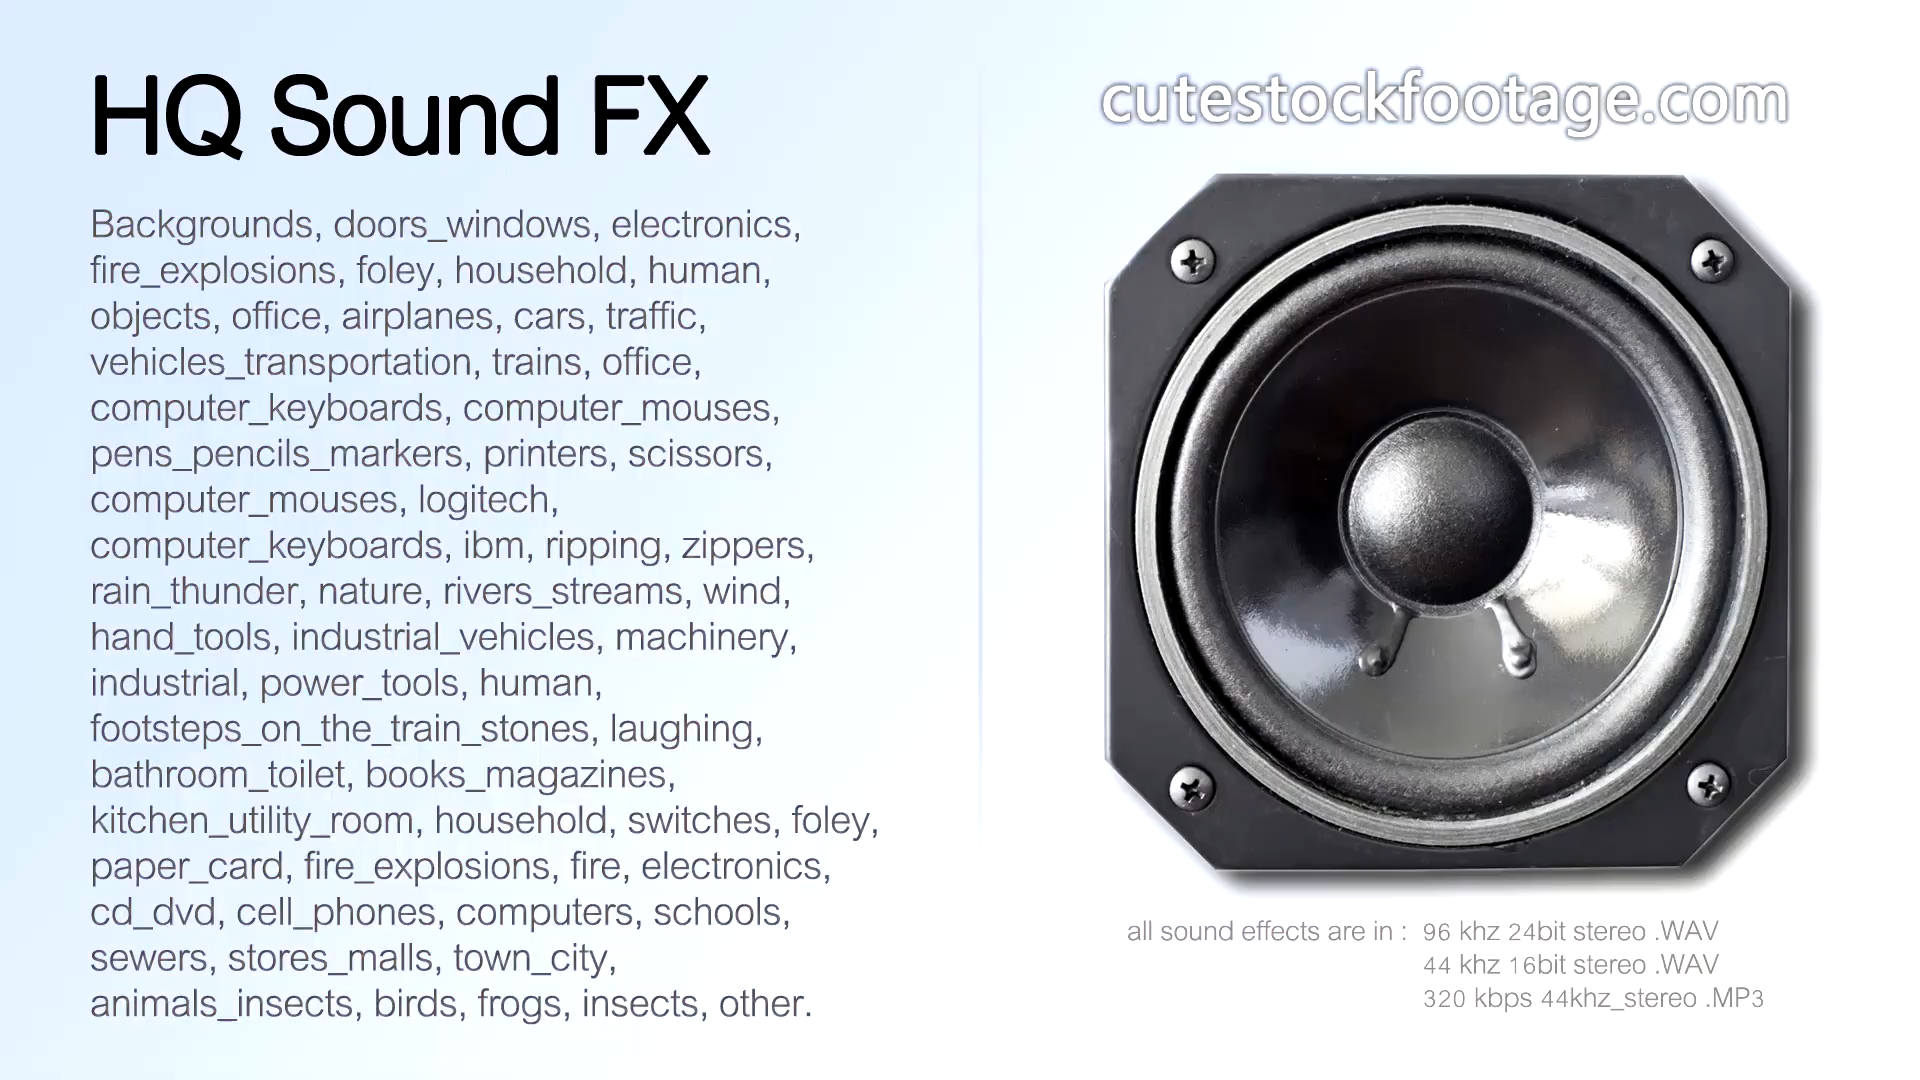 HQ Sound FX
cutestockfootage.com
Backgrounds, doors_windows, electronics,
fire_explosions, foley, household, human,
objects, office, airplanes, cars, traffic,
vehicles_transportation, trains, office,
computer_keyboards, computer_mouses,
pens_pencils_markers, printers, scissors,
computer_mouses, logitech,
computer_keyboards, ibm, ripping, zippers,
rain_thunder, nature, rivers_streams, wind,
hand_tools, industrial_vehicles, machinery,
industrial, power_tools, human,
footsteps_on_the_train_stones, laughing,
bathroom_toilet, books_magazines,
kitchen_utility_room, household, switches, foley,
paper_card, fire_explosions, fire, electronics,
cd_dvd, cell_phones, computers, schools,
sewers, stores_malls, town_city,
animals_insects, birds, frogs, insects, other.
all sound effects are in : 96 khz 24bit stereo .WAV
44 khz 16bit stereo .WAV
320 kbps 44khz_stereo .MP3